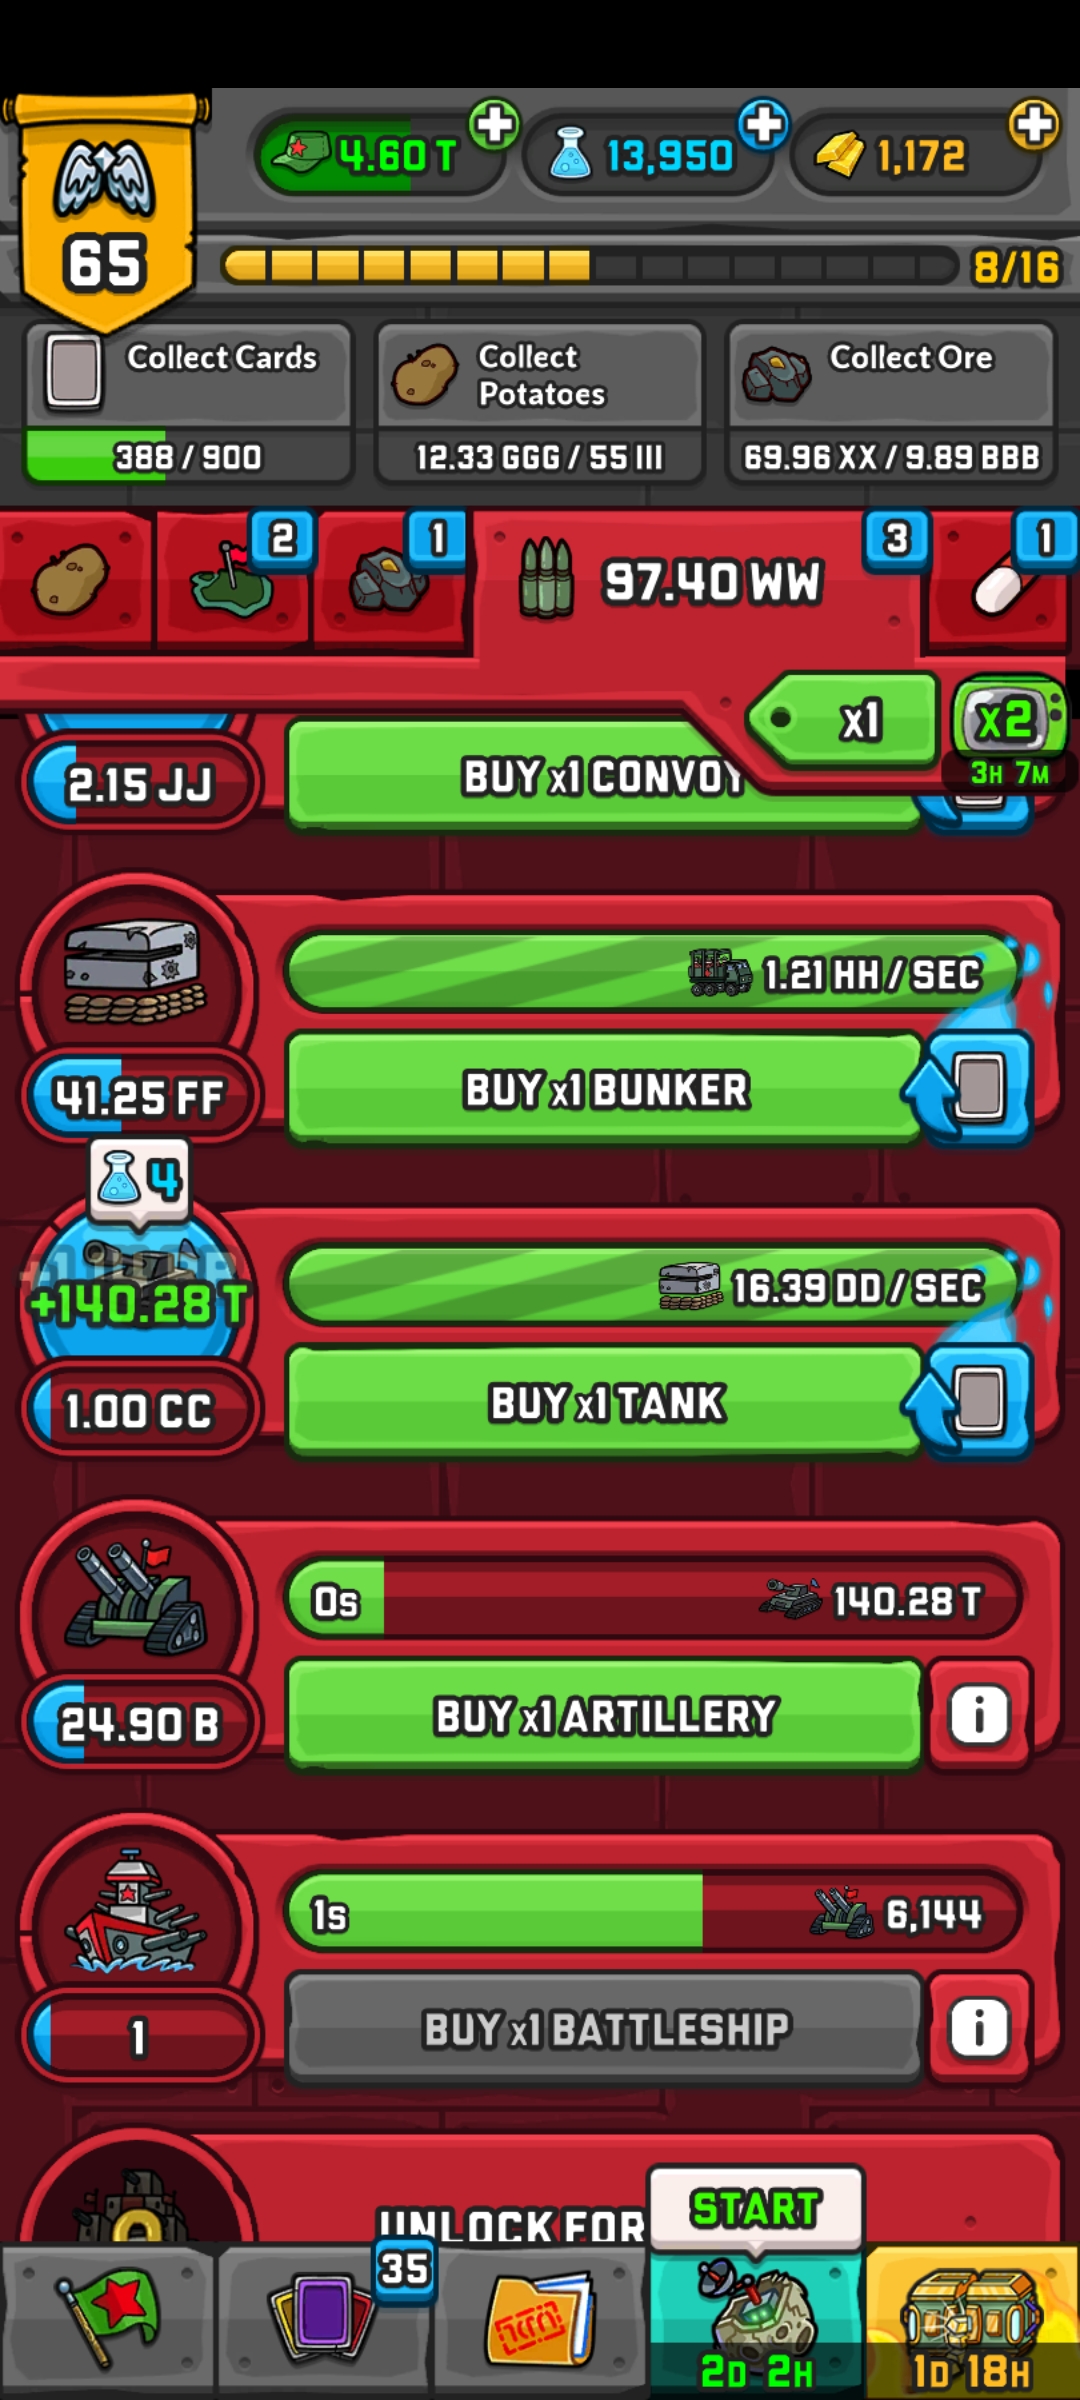 4.60 T
13,950
1,172
65
8/16
Collect Cards
Collect
Potatoes
Collect Ore
388 / 900
12.33 GGG / 55 III
69.96 XX / 9.89 BBB
2
1
97.40 WW
3
1
x1
x2
3H 7M
2.15 JJ
BUY x1 CONVOY
1.21 HH / SEC
41.25 FF
BUY x1 BUNKER
4
+140.28 T
16.39 DD / SEC
1.00 CC
BUY x1 TANK
0s
140.28 T
24.90 B
BUY x1 ARTILLERY
i
1s
6,144
1
BUY x1 BATTLESHIP
i
UNLOCK FOR
START
35
2D 2H
1D 18H